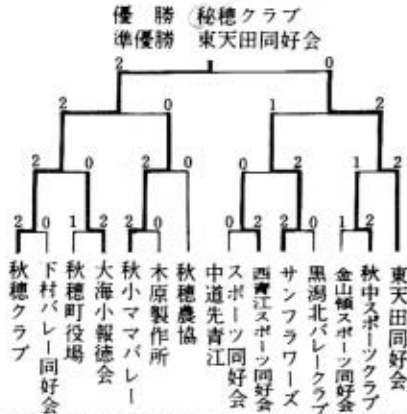 優勝 秋穂クラブ
準優勝 東天田同好会
2 0
2 0 1 2
2 0 2 0 0 2 1 2
2 0 1 2 2 0 0 2 2 0 1 2
秋穂クラブ
下村バレー同好会
秋穂町役場
大海小報徳会
秋小ママバレー
木原製作所
秋穂農協
中道先青江
スポーツ同好会
西青江スポーツ同好会
サンフラワーズ
黒潟北バレークラブ
金山領スポーツ同好会
秋中スポーツクラブ
東天田同好会